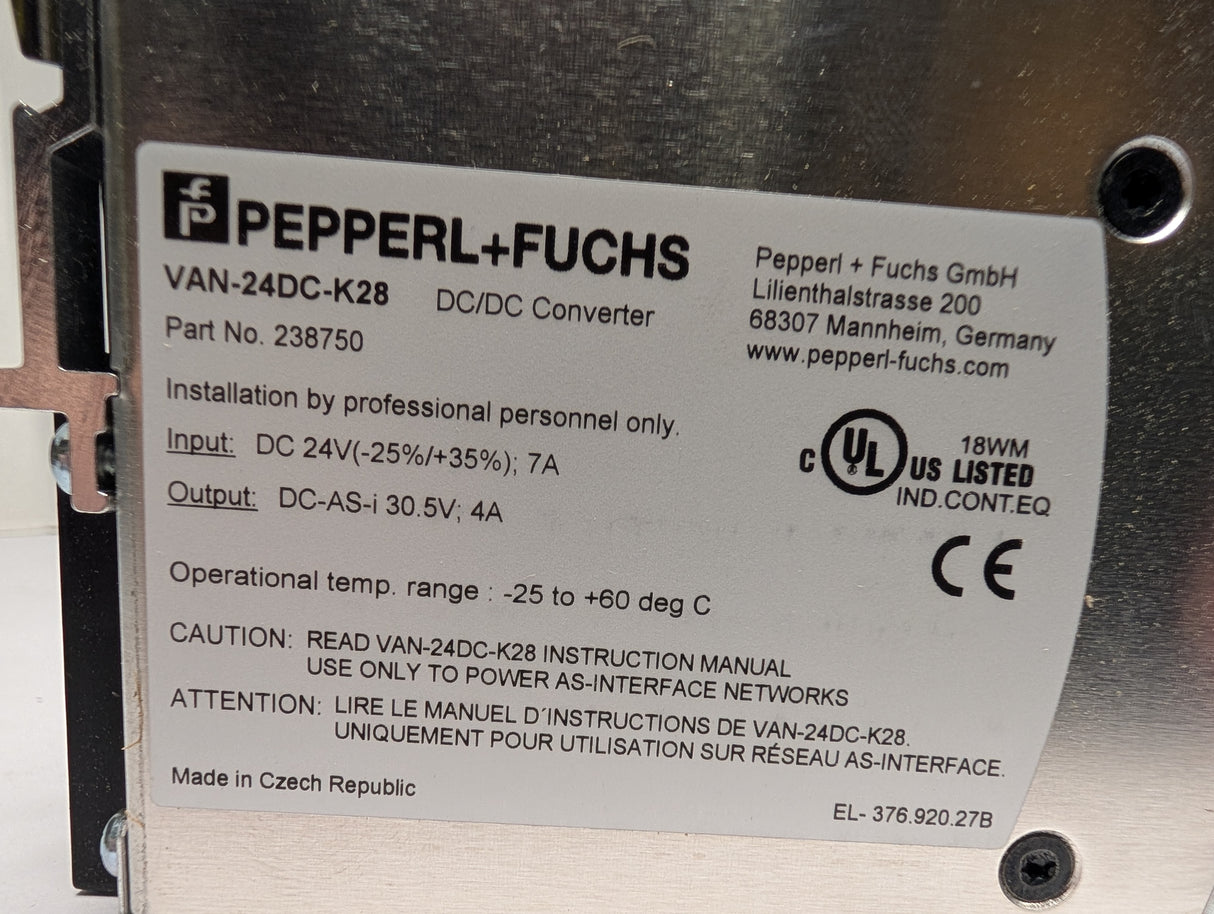 PEPPERL+FUCHS
VAN-24DC-K28 DC/DC Converter
Part No. 238750
Pepperl + Fuchs GmbH
Lilienthalstrasse 200
68307 Mannheim, Germany
www.pepperl-fuchs.com
Installation by professional personnel only.
Input: DC 24V(-25%/+35%); 7A
Output: DC-AS-i 30.5V; 4A
C UL® US 18WM LISTED
IND.CONT.EQ
CE
Operational temp. range : -25 to +60 deg C
CAUTION: READ VAN-24DC-K28 INSTRUCTION MANUAL
USE ONLY TO POWER AS-INTERFACE NETWORKS
ATTENTION: LIRE LE MANUEL D´INSTRUCTIONS DE VAN-24DC-K28.
UNIQUEMENT POUR UTILISATION SUR RÉSEAU AS-INTERFACE.
Made in Czech Republic
EL- 376.920.27B